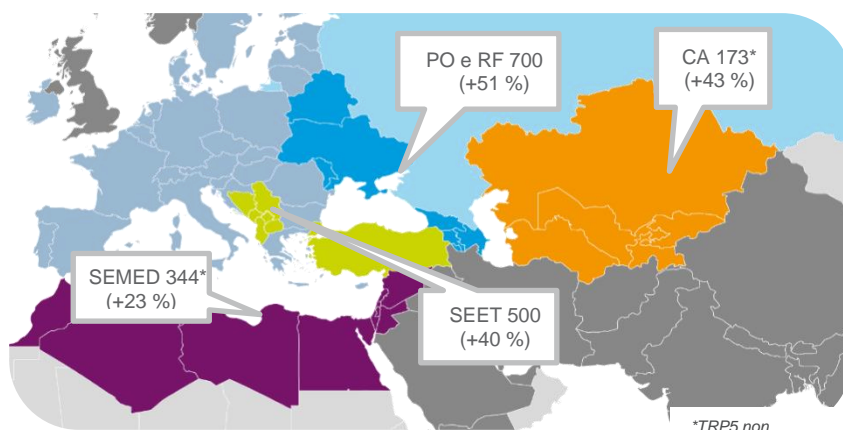 PO e RF 700
(+51 %)
CA 173*
(+43 %)
SEMED 344*
(+23 %)
SEET 500
(+40 %)
*TRP5 non